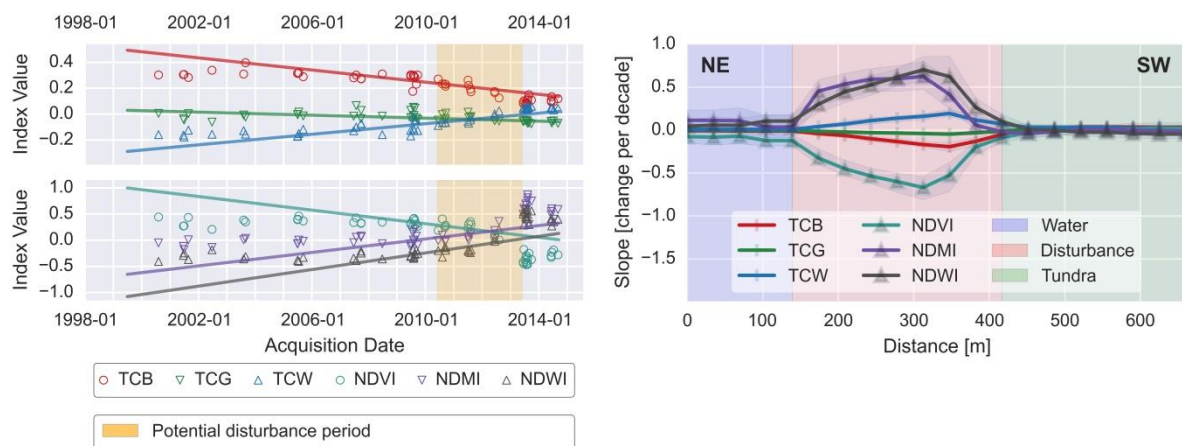 1998-01 2002-01 2006-01 2010-01 2014-01
Index Value
0.4
0.2
0.0
−0.2
Index Value
1.0
0.5
0.0
−0.5
−1.0
1998-01 2002-01 2006-01 2010-01 2014-01
Acquisition Date
TCB TCG TCW NDVI NDMI NDWI
Potential disturbance period
Slope [change per decade]
1.0
0.5
0.0
−0.5
−1.0
−1.5
NE SW
TCB NDVI Water
TCG NDMI Disturbance
TCW NDWI Tundra
0 100 200 300 400 500 600
Distance [m]